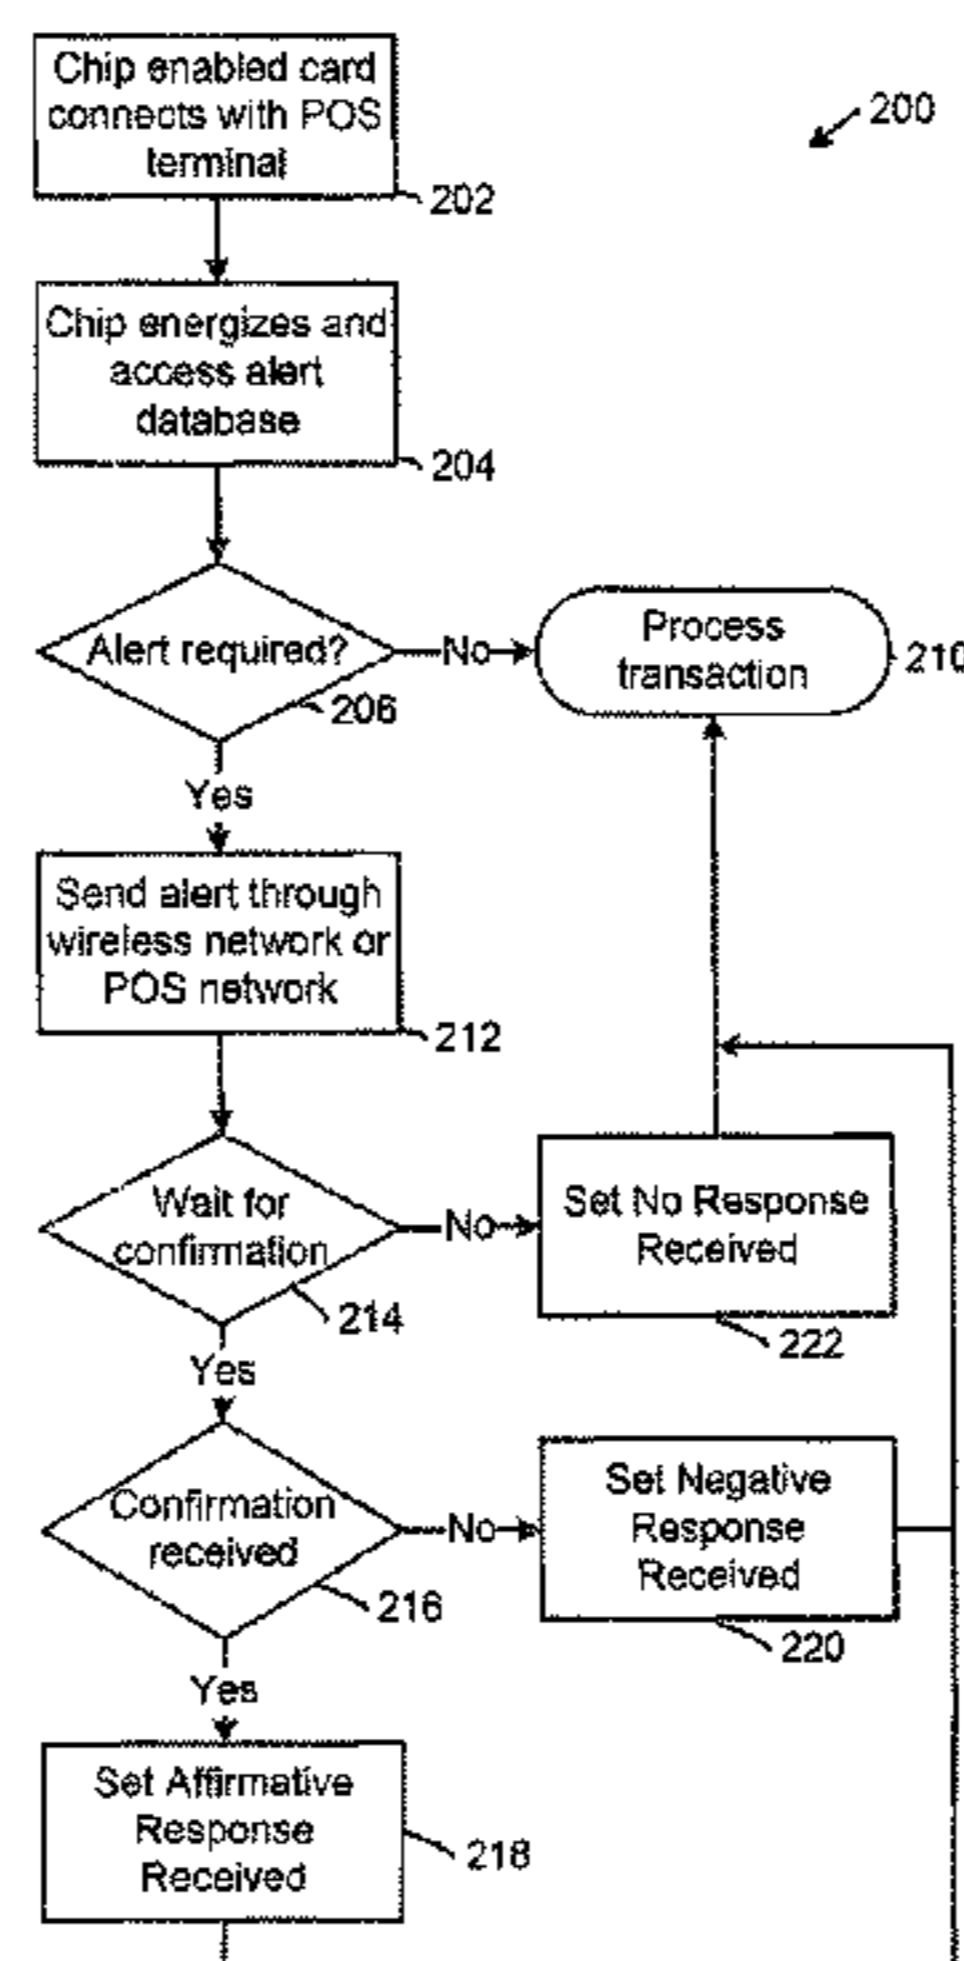 Chip enabled card
connects with POS
terminal
200
202
Chip energizes and
access alert
database
204
Alert required?
No
Process
transaction
210
206
Yes
Send alert through
wireless network or
POS network
212
Wait for
confirmation
No
Set No Response
Received
214
222
Yes
Confirmation
received
No
Set Negative
Response
Received
216
220
Yes
Set Affirmative
Response
Received
218